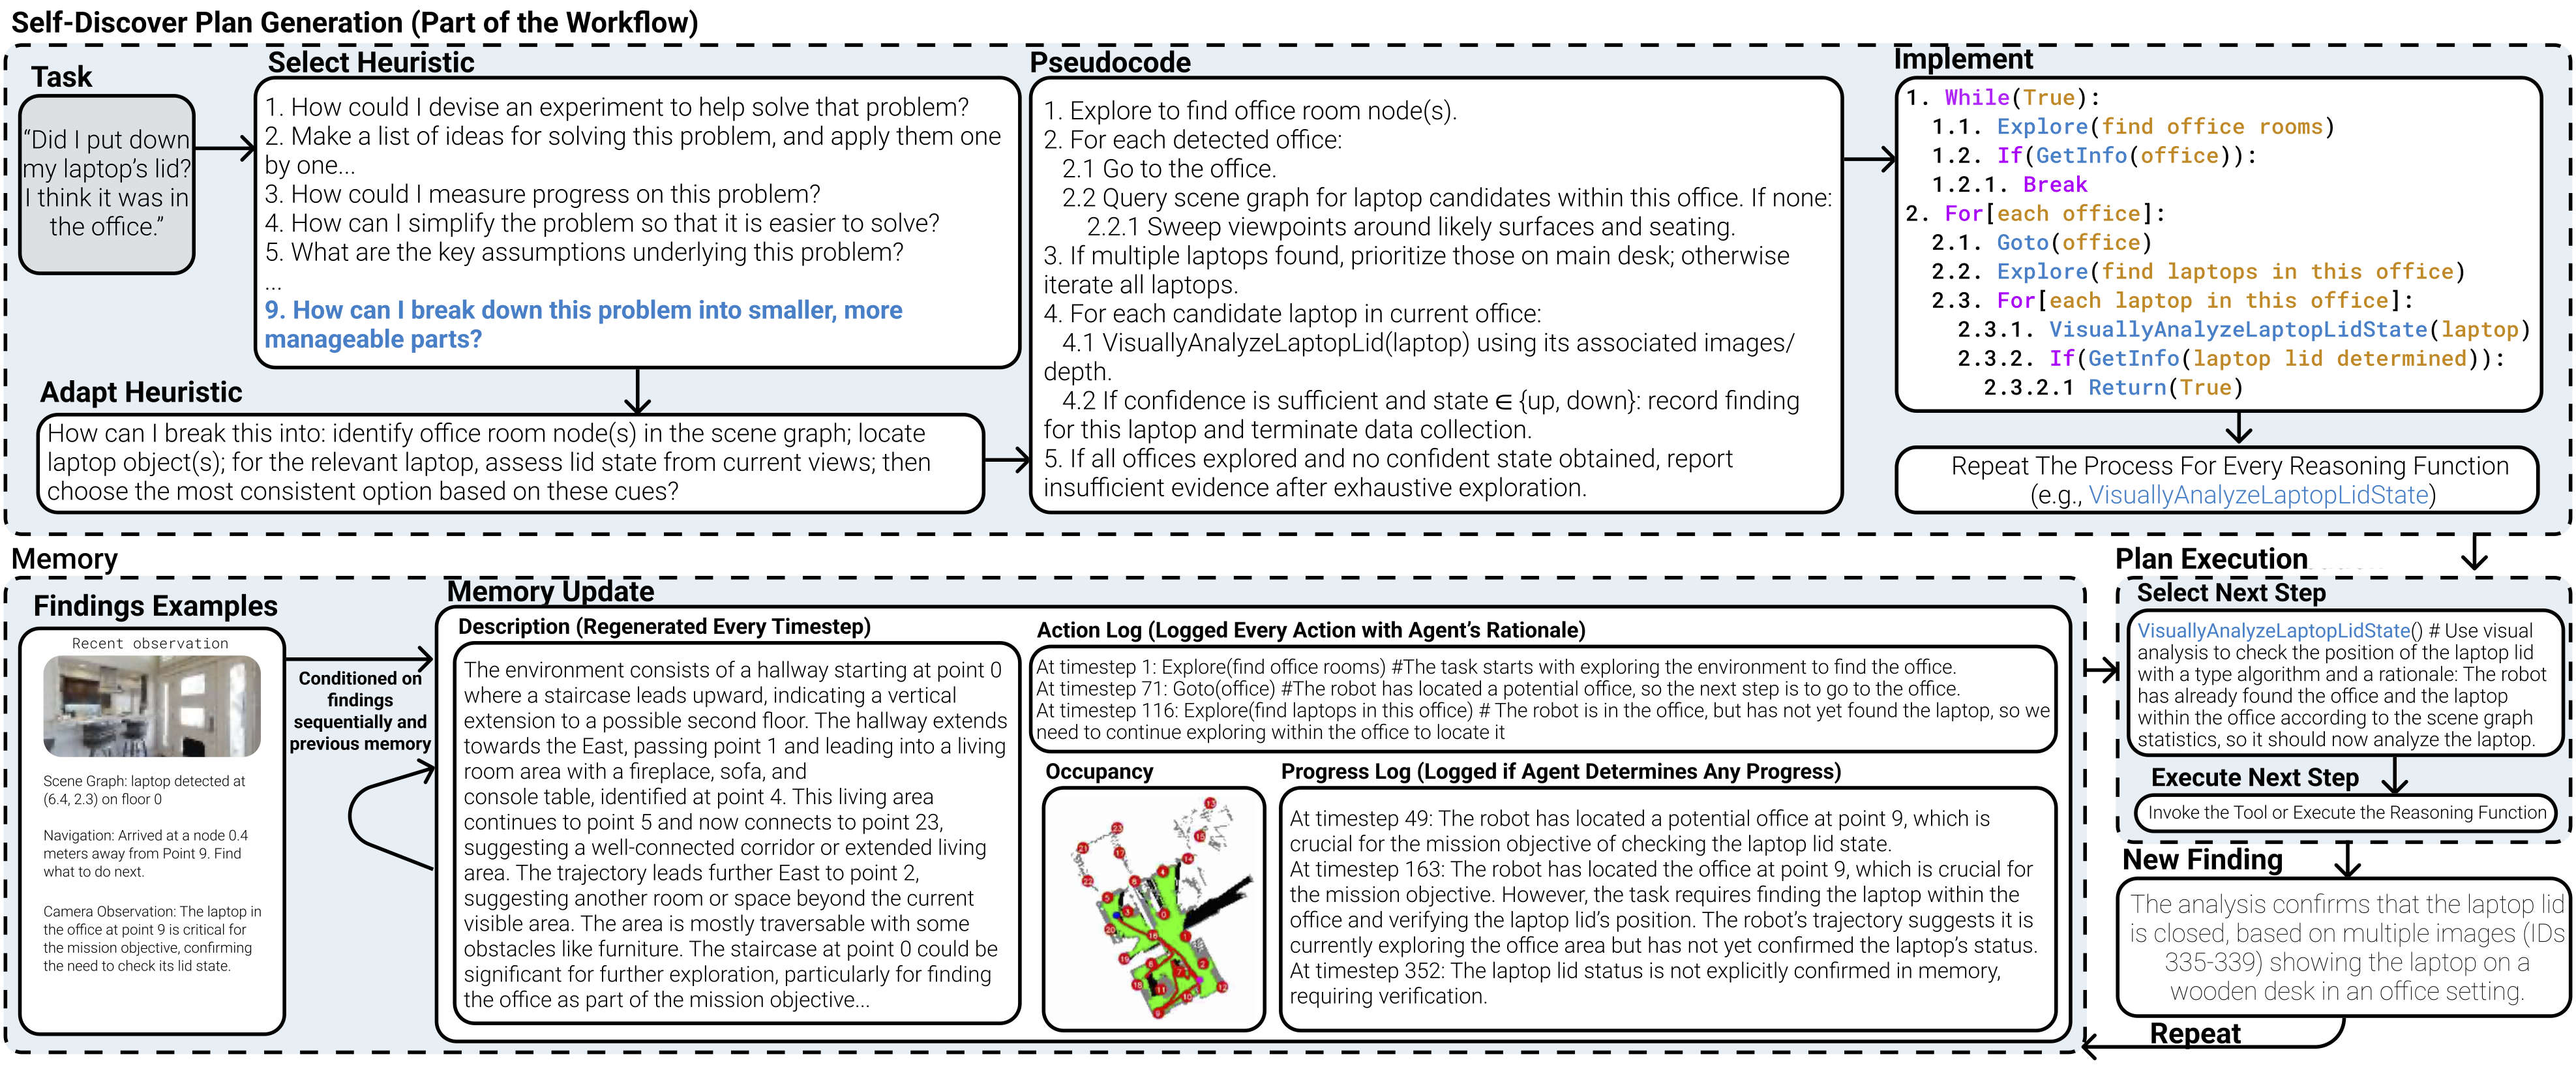 Self-Discover Plan Generation (Part of the Workflow)
Task
“Did I put down
my laptop’s lid?
I think it was in
the office.”
Select Heuristic
1. How could I devise an experiment to help solve that problem?
2. Make a list of ideas for solving this problem, and apply them one
by one...
3. How could I measure progress on this problem?
4. How can I simplify the problem so that it is easier to solve?
5. What are the key assumptions underlying this problem?
...
9. How can I break down this problem into smaller, more
manageable parts?
Adapt Heuristic
How can I break this into: identify office room node(s) in the scene graph; locate
laptop object(s); for the relevant laptop, assess lid state from current views; then
choose the most consistent option based on these cues?
Pseudocode
1. Explore to find office room node(s).
2. For each detected office:
2.1 Go to the office.
2.2 Query scene graph for laptop candidates within this office. If none:
2.2.1 Sweep viewpoints around likely surfaces and seating.
3. If multiple laptops found, prioritize those on main desk; otherwise
iterate all laptops.
4. For each candidate laptop in current office:
4.1 VisuallyAnalyzeLaptopLid(laptop) using its associated images/
depth.
4.2 If confidence is sufficient and state ∈ {up, down}: record finding
for this laptop and terminate data collection.
5. If all offices explored and no confident state obtained, report
insufficient evidence after exhaustive exploration.
Implement
1. While(True):
1.1. Explore(find office rooms)
1.2. If(GetInfo(office)):
1.2.1. Break
2. For[each office]:
2.1. Goto(office)
2.2. Explore(find laptops in this office)
2.3. For[each laptop in this office]:
2.3.1. VisuallyAnalyzeLaptopLidState(laptop)
2.3.2. If(GetInfo(laptop lid determined)):
2.3.2.1 Return(True)
Repeat The Process For Every Reasoning Function
(e.g., VisuallyAnalyzeLaptopLidState)
Memory
Findings Examples
Recent observation
Scene Graph: laptop detected at
(6.4, 2.3) on floor 0
Navigation: Arrived at a node 0.4
meters away from Point 9. Find
what to do next.
Camera Observation: The laptop in
the office at point 9 is critical for
the mission objective, confirming
the need to check its lid state.
Conditioned on
findings
sequentially and
previous memory
Memory Update
Description (Regenerated Every Timestep)
The environment consists of a hallway starting at point 0
where a staircase leads upward, indicating a vertical
extension to a possible second floor. The hallway extends
towards the East, passing point 1 and leading into a living
room area with a fireplace, sofa, and
console table, identified at point 4. This living area
continues to point 5 and now connects to point 23,
suggesting a well-connected corridor or extended living
area. The trajectory leads further East to point 2,
suggesting another room or space beyond the current
visible area. The area is mostly traversable with some
obstacles like furniture. The staircase at point 0 could be
significant for further exploration, particularly for finding
the office as part of the mission objective...
Action Log (Logged Every Action with Agent’s Rationale)
At timestep 1: Explore(find office rooms) #The task starts with exploring the environment to find the office.
At timestep 71: Goto(office) #The robot has located a potential office, so the next step is to go to the office.
At timestep 116: Explore(find laptops in this office) # The robot is in the office, but has not yet found the laptop, so we
need to continue exploring within the office to locate it
Occupancy
Progress Log (Logged if Agent Determines Any Progress)
At timestep 49: The robot has located a potential office at point 9, which is
crucial for the mission objective of checking the laptop lid state.
At timestep 163: The robot has located the office at point 9, which is crucial for
the mission objective. However, the task requires finding the laptop within the
office and verifying the laptop lid’s position. The robot’s trajectory suggests it is
currently exploring the office area but has not yet confirmed the laptop’s status.
At timestep 352: The laptop lid status is not explicitly confirmed in memory,
requiring verification.
Plan Execution
Select Next Step
VisuallyAnalyzeLaptopLidState() # Use visual
analysis to check the position of the laptop lid
with a type algorithm and a rationale: The robot
has already found the office and the laptop
within the office according to the scene graph
statistics, so it should now analyze the laptop.
Execute Next Step
Invoke the Tool or Execute the Reasoning Function
New Finding
The analysis confirms that the laptop lid
is closed, based on multiple images (IDs
335-339) showing the laptop on a
wooden desk in an office setting.
Repeat